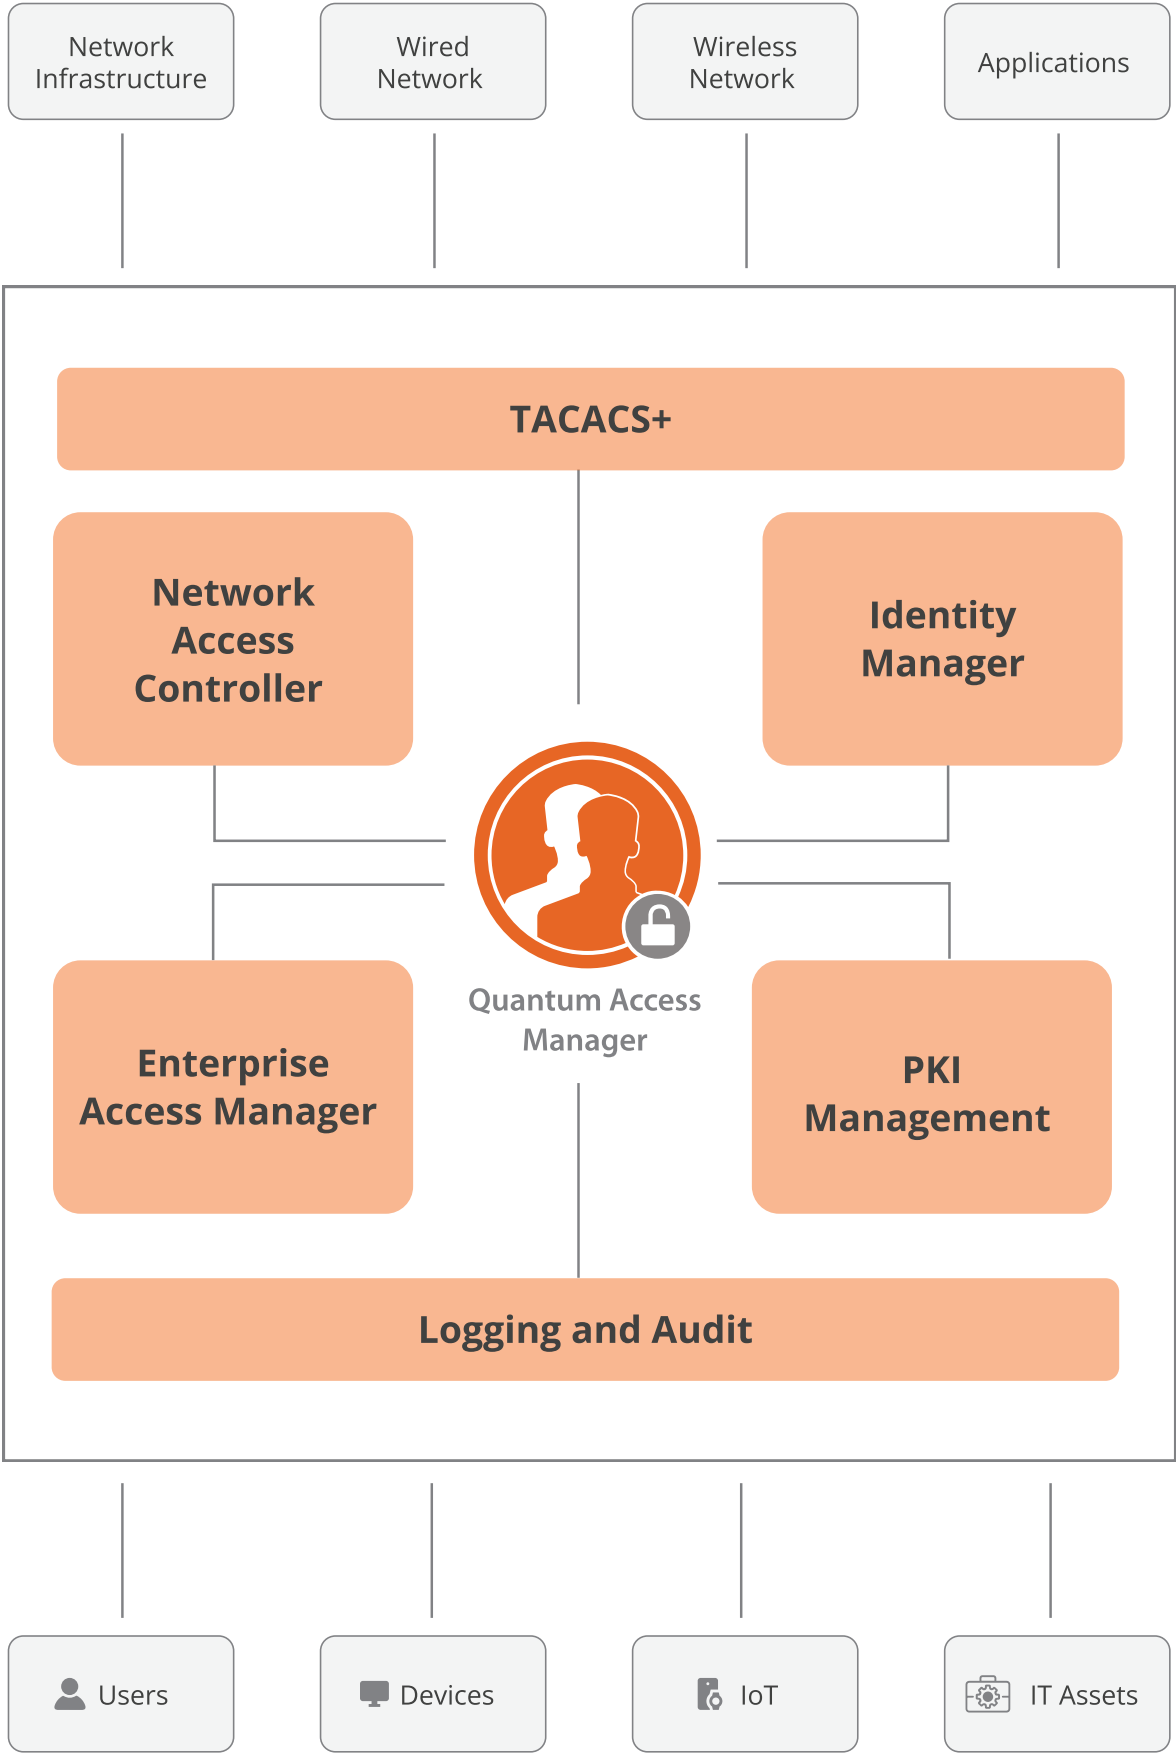 Network
Infrastructure
Wired
Network
Wireless
Network
Applications
TACACS+
Network
Access
Controller
Identity
Manager
Quantum Access
Manager
Enterprise
Access Manager
PKI
Management
Logging and Audit
Users
Devices
IoT
IT Assets